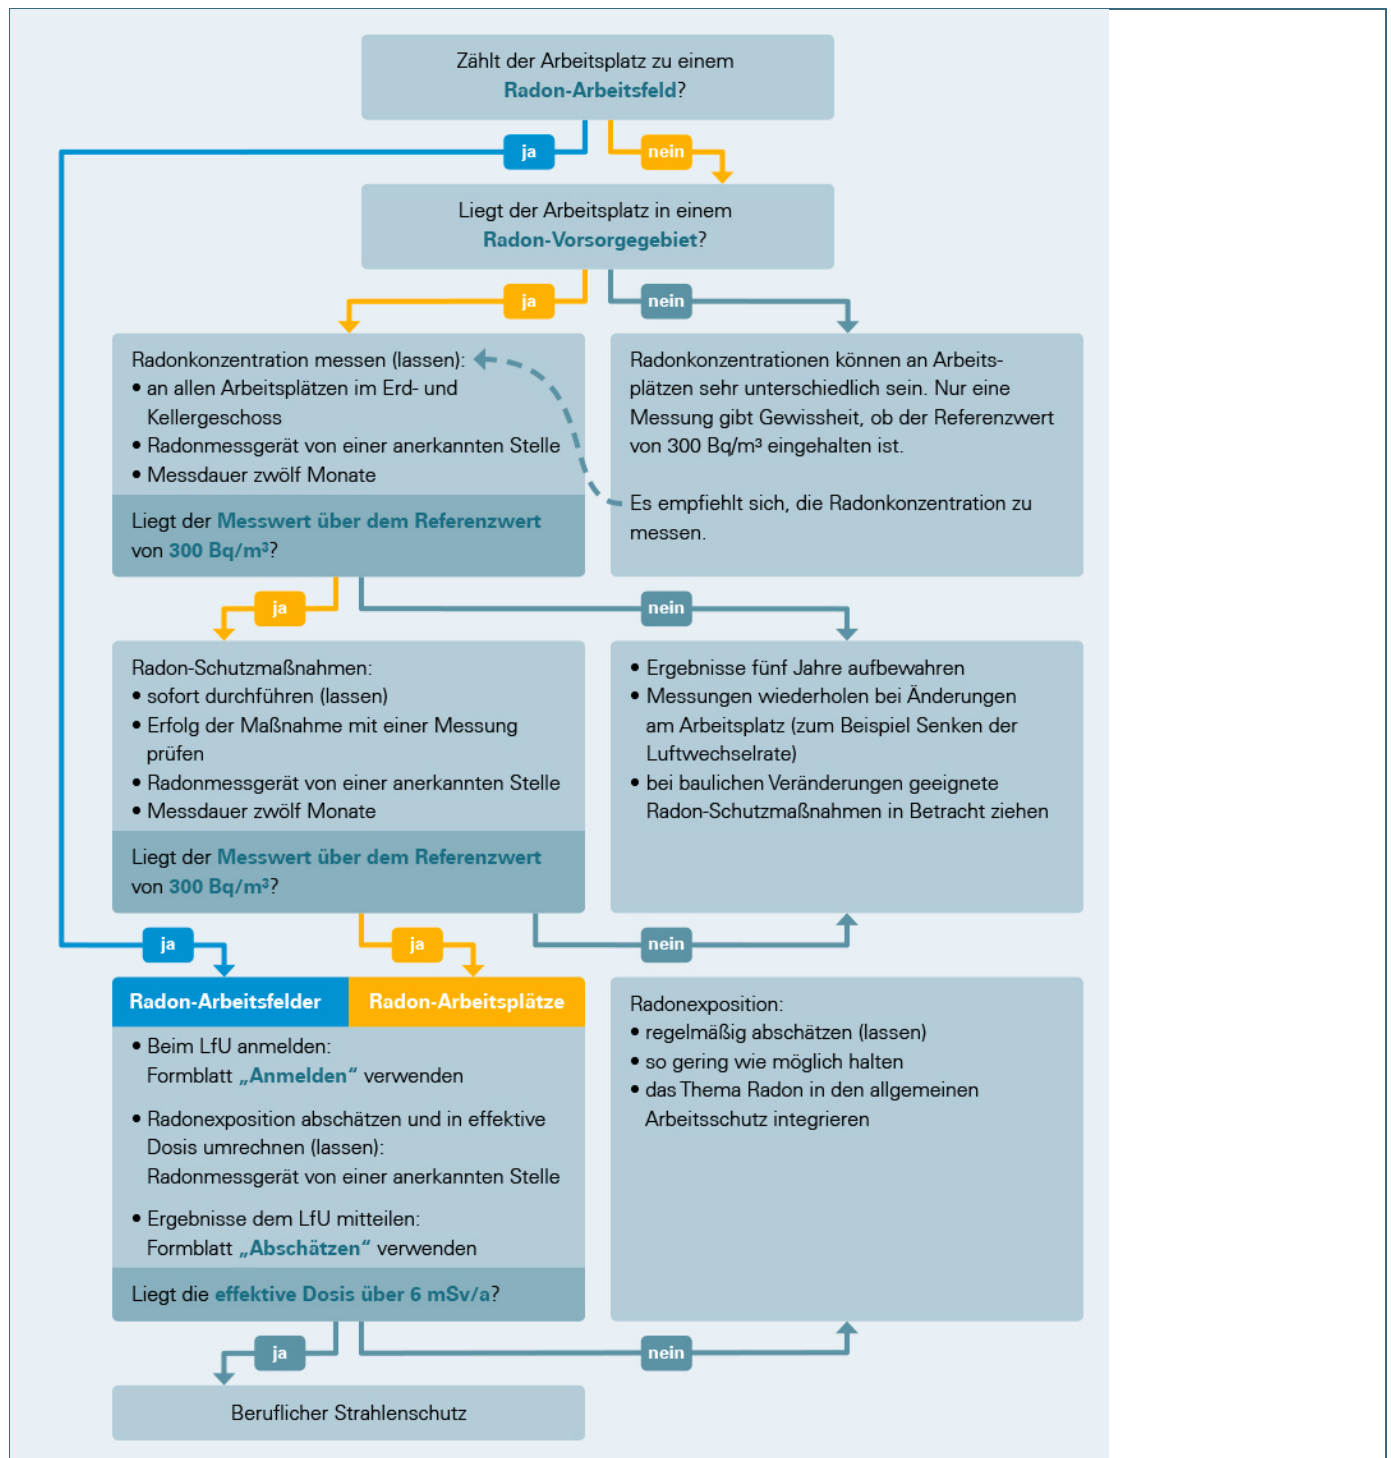 Zählt der Arbeitsplatz zu einem
Radon-Arbeitsfeld?
ja
nein
Liegt der Arbeitsplatz in einem
Radon-Vorsorgegebiet?
ja
nein
Radonkonzentration messen (lassen):
• an allen Arbeitsplätzen im Erd- und
Kellergeschoss
• Radonmessgerät von einer anerkannten Stelle
• Messdauer zwölf Monate
Liegt der Messwert über dem Referenzwert
von 300 Bq/m³?
Radonkonzentrationen können an Arbeits-
plätzen sehr unterschiedlich sein. Nur eine
Messung gibt Gewissheit, ob der Referenzwert
von 300 Bq/m³ eingehalten ist.
Es empfiehlt sich, die Radonkonzentration zu
messen.
ja
nein
Radon-Schutzmaßnahmen:
• sofort durchführen (lassen)
• Erfolg der Maßnahme mit einer Messung
prüfen
• Radonmessgerät von einer anerkannten Stelle
• Messdauer zwölf Monate
Liegt der Messwert über dem Referenzwert
von 300 Bq/m³?
• Ergebnisse fünf Jahre aufbewahren
• Messungen wiederholen bei Änderungen
am Arbeitsplatz (zum Beispiel Senken der
Luftwechselrate)
• bei baulichen Veränderungen geeignete
Radon-Schutzmaßnahmen in Betracht ziehen
ja
ja
nein
Radon-Arbeitsfelder
Radon-Arbeitsplätze
• Beim LfU anmelden:
Formblatt „Anmelden“ verwenden
• Radonexposition abschätzen und in effektive
Dosis umrechnen (lassen):
Radonmessgerät von einer anerkannten Stelle
• Ergebnisse dem LfU mitteilen:
Formblatt „Abschätzen“ verwenden
Liegt die effektive Dosis über 6 mSv/a?
Radonexposition:
• regelmäßig abschätzen (lassen)
• so gering wie möglich halten
• das Thema Radon in den allgemeinen
Arbeitsschutz integrieren
ja
nein
Beruflicher Strahlenschutz